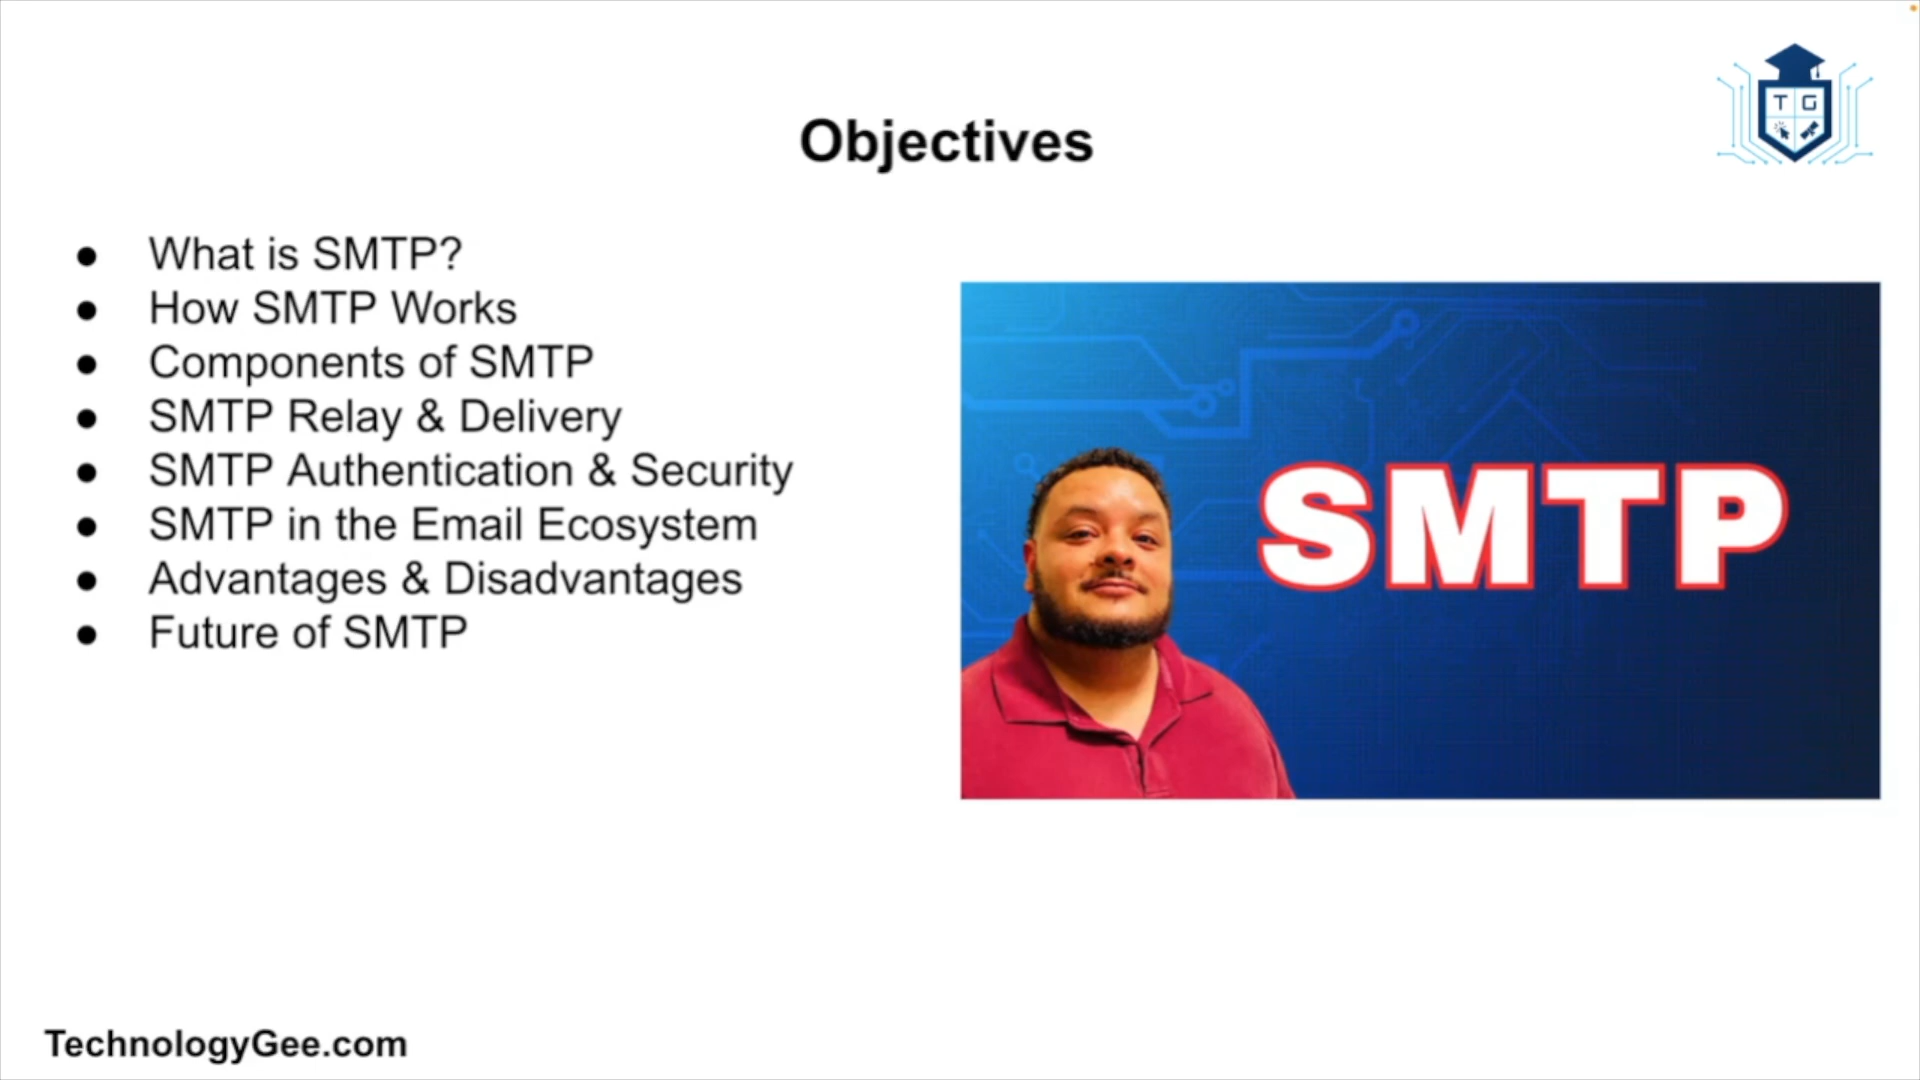 T G
Objectives
● What is SMTP?
● How SMTP Works
● Components of SMTP
● SMTP Relay & Delivery
● SMTP Authentication & Security
● SMTP in the Email Ecosystem
● Advantages & Disadvantages
● Future of SMTP
SMTP
TechnologyGee.com